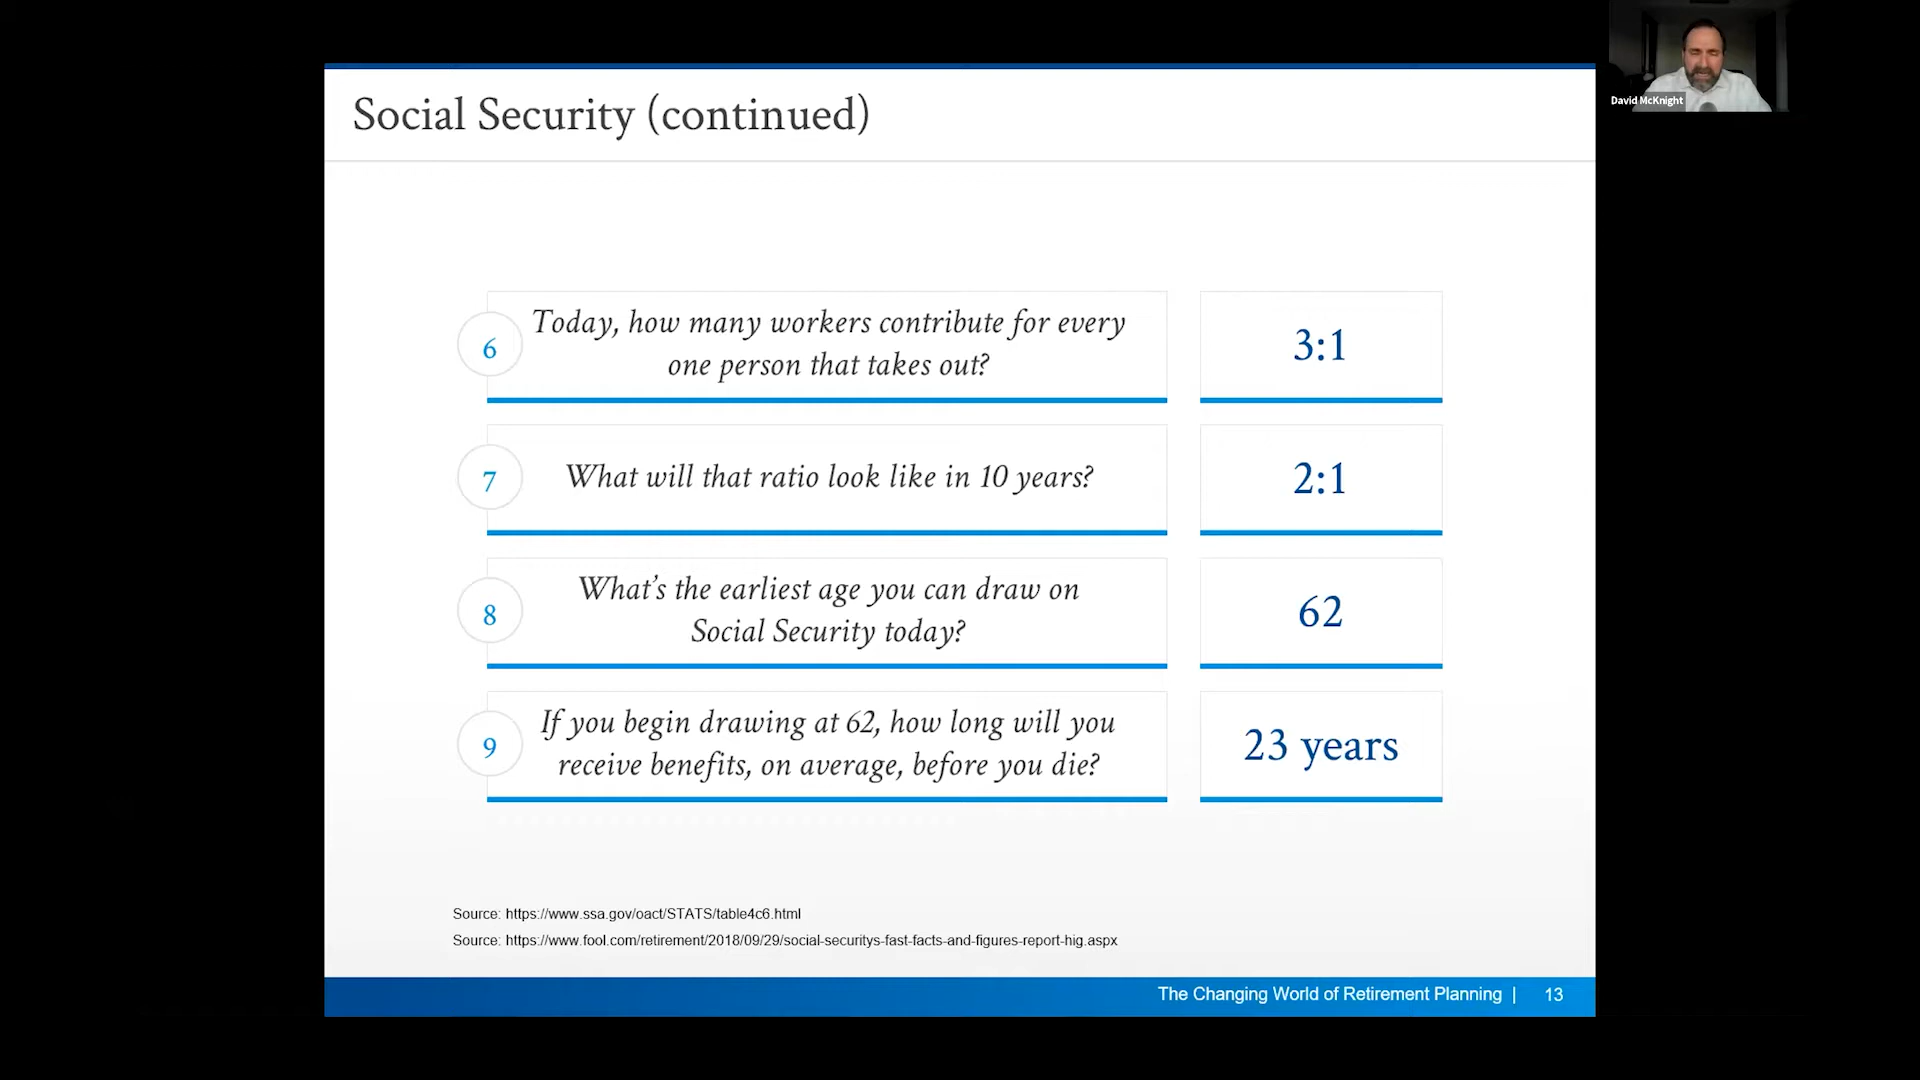 David McKnight
Social Security (continued)
6
Today, how many workers contribute for every
one person that takes out?
3:1
7
What will that ratio look like in 10 years?
2:1
8
What's the earliest age you can draw on
Social Security today?
62
9
If you begin drawing at 62, how long will you
receive benefits, on average, before you die?
23 years
Source: https://www.ssa.gov/oact/STATS/table4c6.html
Source: https://www.fool.com/retirement/2018/09/29/social-securitys-fast-facts-and-figures-report-hig.aspx
The Changing World of Retirement Planning | 13